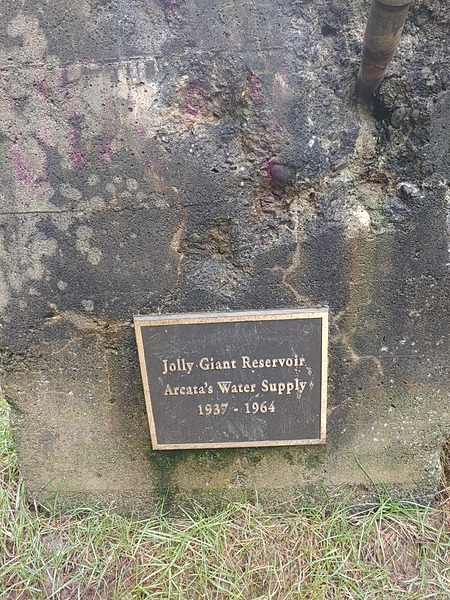 Jolly Giant Reservoir
Arcata's Water Supply
1937 - 1964